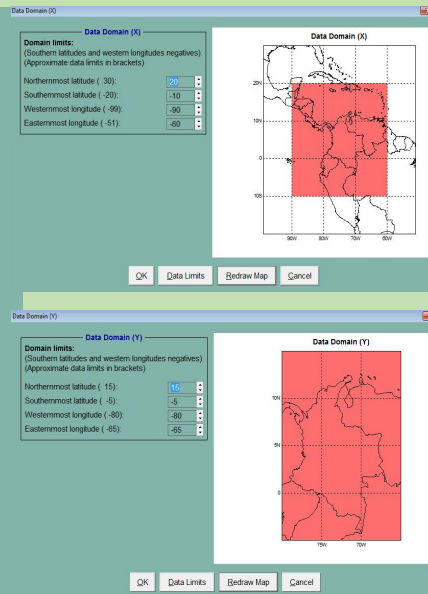 Data Domain (X)
Data Domain (X)
Domain limits:
(Southern latitudes and western longitudes negatives)
(Approximate data limits in brackets)
Northernmost latitude ( 30): 20
Southernmost latitude ( -20): -10
Westernmost longitude ( -99): -90
Easternmost longitude ( -51): -60
Data Domain (X)
20N
10N
0
10S
90W 80W 70W 60W
OK Data Limits Redraw Map Cancel
Data Domain (Y)
Data Domain (Y)
Domain limits:
(Southern latitudes and western longitudes negatives)
(Approximate data limits in brackets)
Northernmost latitude ( 15): 15
Southernmost latitude ( -5): -5
Westernmost longitude ( -80): -80
Easternmost longitude ( -65): -65
Data Domain (Y)
10N
5N
0
75W 70W
OK Data Limits Redraw Map Cancel